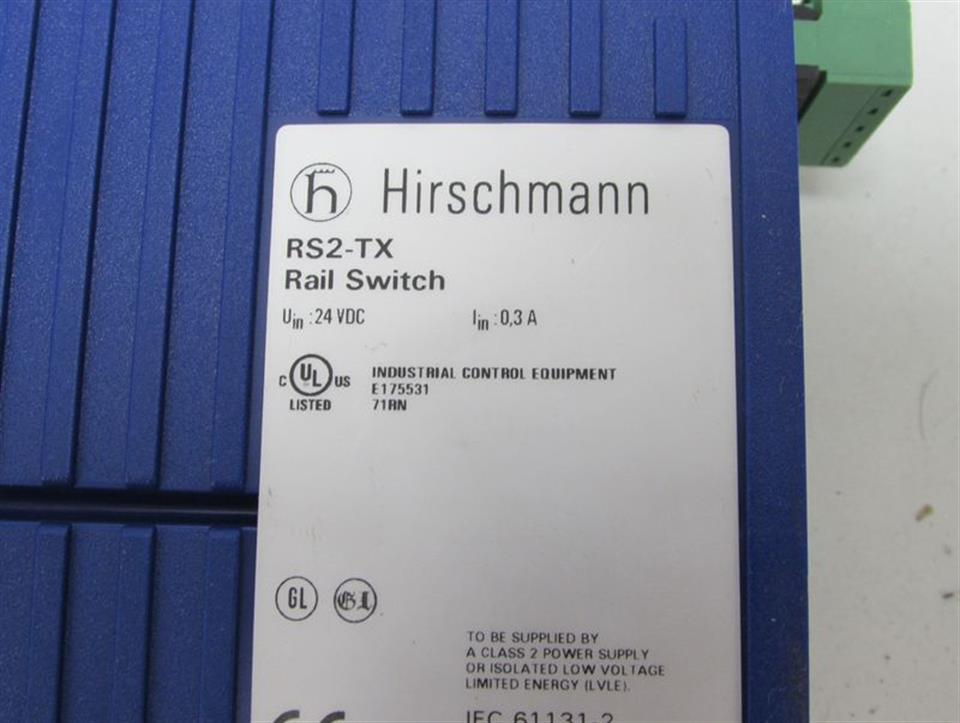 h Hirschmann
RS2-TX
Rail Switch
Uin : 24 VDC Iin : 0,3 A
C UL US INDUSTRIAL CONTROL EQUIPMENT
E175531
LISTED 71RN
GL GL
TO BE SUPPLIED BY
A CLASS 2 POWER SUPPLY
OR ISOLATED LOW VOLTAGE
LIMITED ENERGY (LVLE).
CE IEC 61131-2